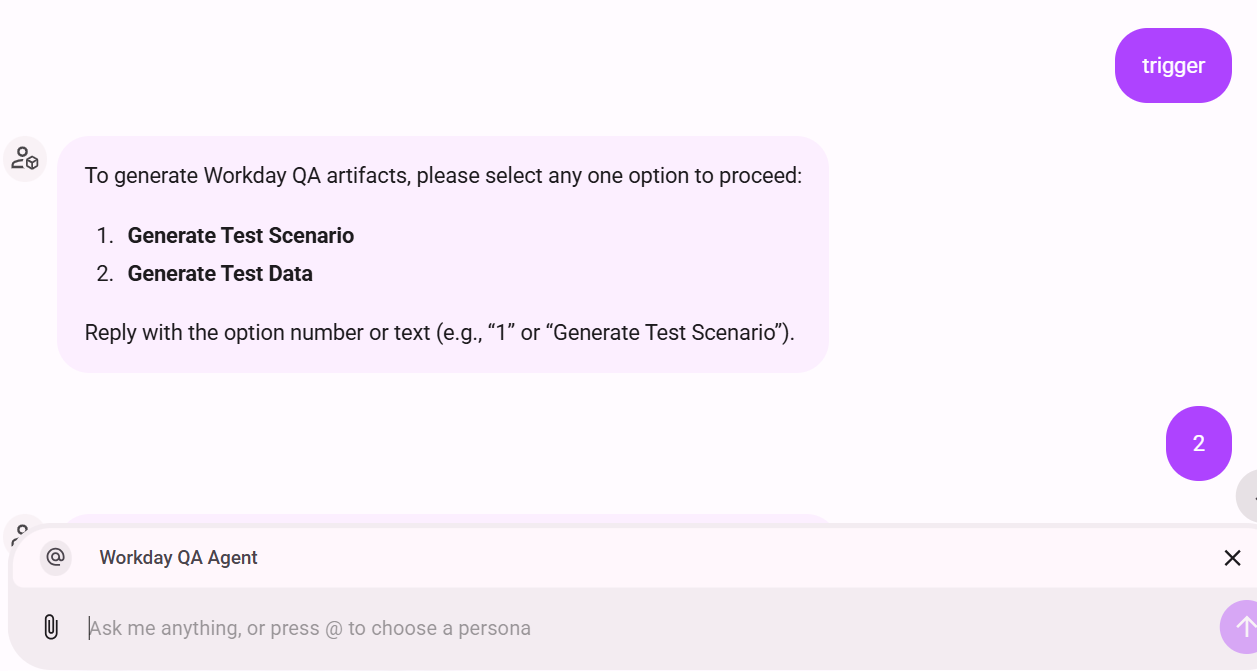 trigger
To generate Workday QA artifacts, please select any one option to proceed:
1. Generate Test Scenario
2. Generate Test Data
Reply with the option number or text (e.g., “1” or “Generate Test Scenario”).
2
@ Workday QA Agent
Ask me anything, or press @ to choose a persona